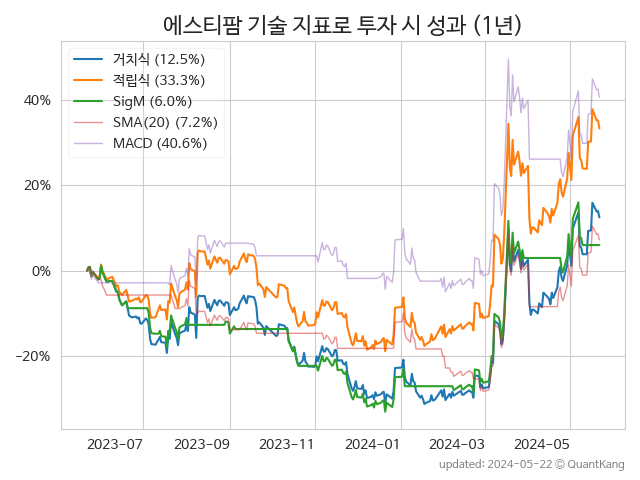 에스티팜 기술 지표로 투자 시 성과 (1년)
거치식 (12.5%)
적립식 (33.3%)
SigM (6.0%)
SMA(20) (7.2%)
MACD (40.6%)
40%
20%
0%
−20%
2023−07
2023−09
2023−11
2024−01
2024−03
2024−05
updated: 2024-05-22 © QuantKang